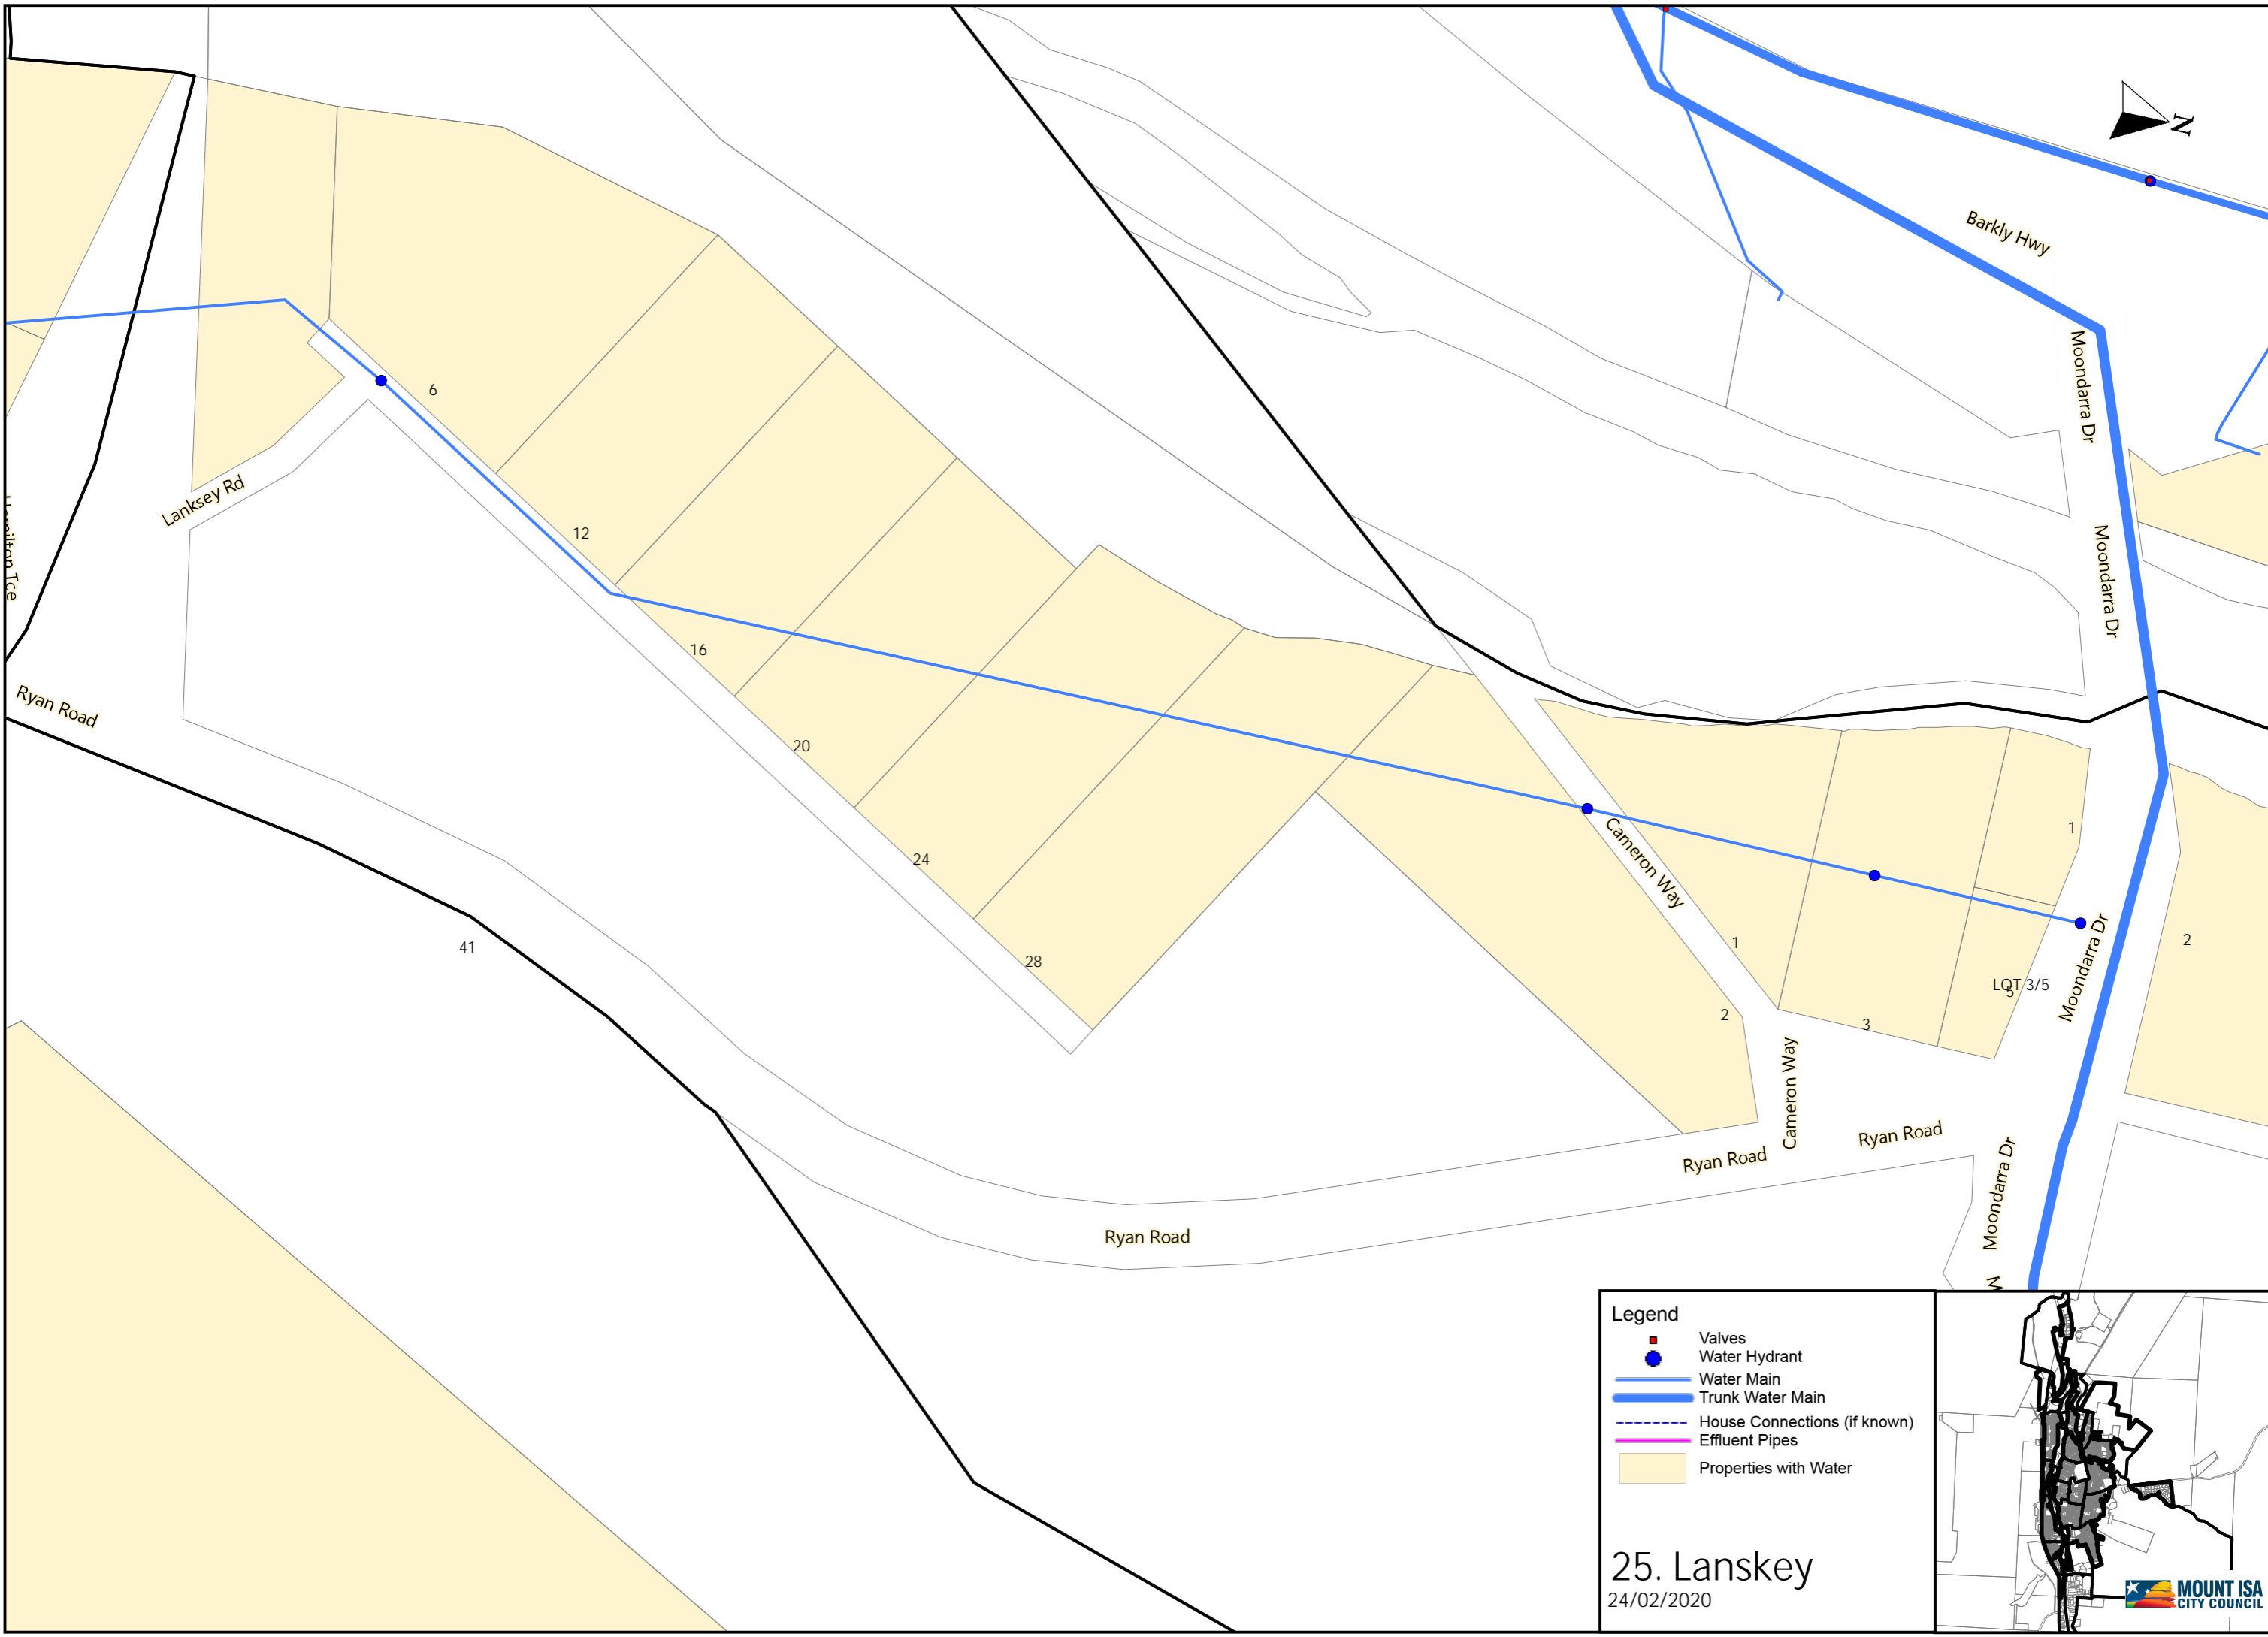 N
Barkly Hwy
Moondarra Dr
6
Lanksey Rd
12
Moondarra Dr
Hamilton Tce
16
Ryan Road
20
1
Cameron Way
24
41
28
1
2
Moondarra Dr
LOT 3/5
5
2
3
Cameron Way
Ryan Road
Ryan Road
Moondarra Dr
Ryan Road
M
Legend
Valves
Water Hydrant
Water Main
Trunk Water Main
House Connections (if known)
Effluent Pipes
Properties with Water
25. Lanskey
24/02/2020
MOUNT ISA
CITY COUNCIL